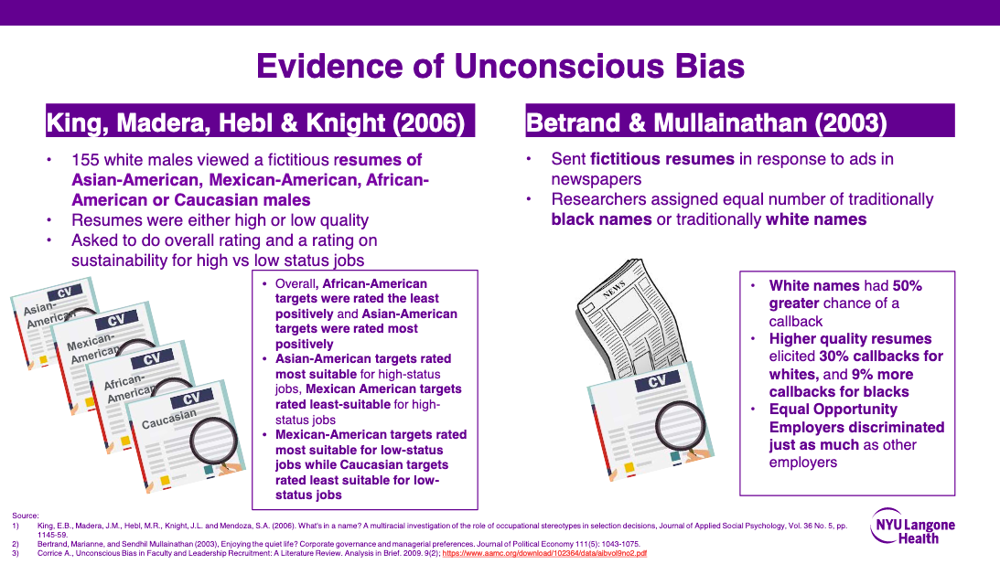 Evidence of Unconscious Bias
King, Madera, Hebl & Knight (2006)
• 155 white males viewed a fictitious resumes of
Asian-American, Mexican-American, African-
American or Caucasian males
• Resumes were either high or low quality
• Asked to do overall rating and a rating on
sustainability for high vs low status jobs
CV
Asian-
American
CV
Mexican-
American
CV
African-
American
CV
Caucasian
• Overall, African-American
targets were rated the least
positively and Asian-American
targets were rated most
positively
• Asian-American targets rated
most suitable for high-status
jobs, Mexican American targets
rated least-suitable for high-
status jobs
• Mexican-American targets rated
most suitable for low-status
jobs while Caucasian targets
rated least suitable for low-
status jobs
Betrand & Mullainathan (2003)
• Sent fictitious resumes in response to ads in
newspapers
• Researchers assigned equal number of traditionally
black names or traditionally white names
NEWS
CV
• White names had 50%
greater chance of a
callback
• Higher quality resumes
elicited 30% callbacks for
whites, and 9% more
callbacks for blacks
• Equal Opportunity
Employers discriminated
just as much as other
employers
Source:
1) King, E.B., Madera, J.M., Hebl, M.R., Knight, J.L. and Mendoza, S.A. (2006). What's in a name? A multiracial investigation of the role of occupational stereotypes in selection decisions, Journal of Applied Social Psychology, Vol. 36 No. 5, pp.
1145-59.
2) Bertrand, Marianne, and Sendhil Mullainathan (2003), Enjoying the quiet life? Corporate governance and managerial preferences. Journal of Political Economy 111(5): 1043-1075.
3) Corrice A., Unconscious Bias in Faculty and Leadership Recruitment: A Literature Review. Analysis in Brief. 2009. 9(2); https://www.aamc.org/download/102364/data/aibvol9no2.pdf
NYU Langone
Health